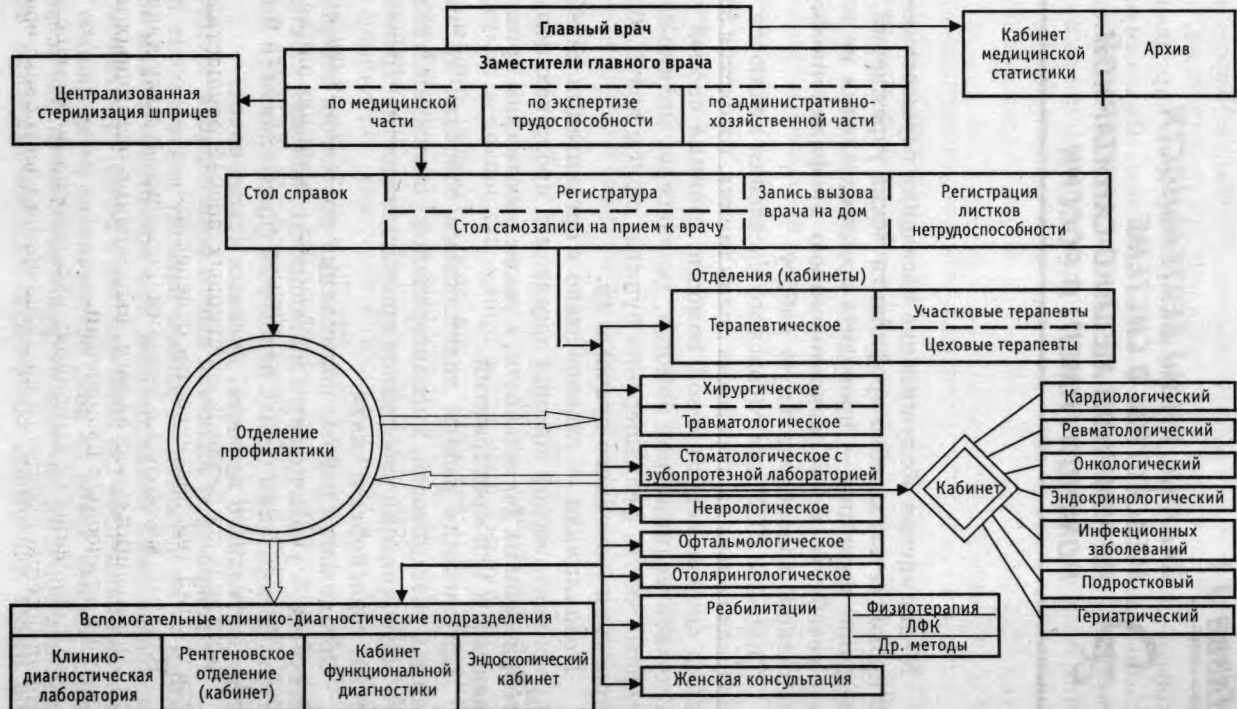 Главный врач
Заместители главного врача
по медицинской
части
по экспертизе
трудоспособности
по административно-
хозяйственной части
Кабинет
медицинской
статистики
Архив
Централизованная
стерилизация шприцев
Стол справок
Регистратура
Стол самозаписи на прием к врачу
Запись вызова
врача на дом
Регистрация
листков
нетрудоспособности
Отделения (кабинеты)
Терапевтическое
Участковые терапевты
Цеховые терапевты
Хирургическое
Травматологическое
Стоматологическое с
зубопротезной лабораторией
Неврологическое
Офтальмологическое
Отолярингологическое
Реабилитации
Физиотерапия
ЛФК
Др. методы
Женская консультация
Отделение
профилактики
Кабинет
Кардиологический
Ревматологический
Онкологический
Эндокринологический
Инфекционных
заболеваний
Подростковый
Гериатрический
Вспомогательные клинико-диагностические подразделения
Клинико-
диагностическая
лаборатория
Рентгеновское
отделение
(кабинет)
Кабинет
функциональной
диагностики
Эндоскопический
кабинет